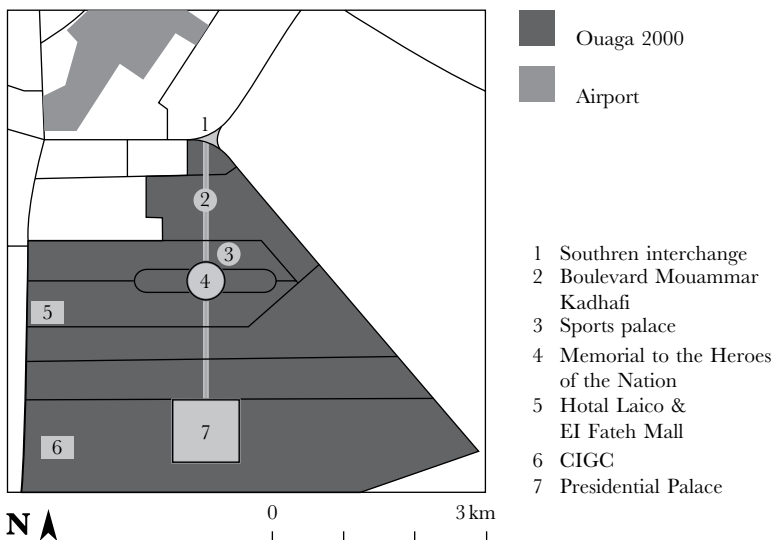 Ouaga 2000
Airport
1
2
3
4
5
6
7
1 Southren interchange
2 Boulevard Mouammar
Kadhafi
3 Sports palace
4 Memorial to the Heroes
of the Nation
5 Hotal Laico &
EI Fateh Mall
6 CIGC
7 Presidential Palace
N
0 3 km